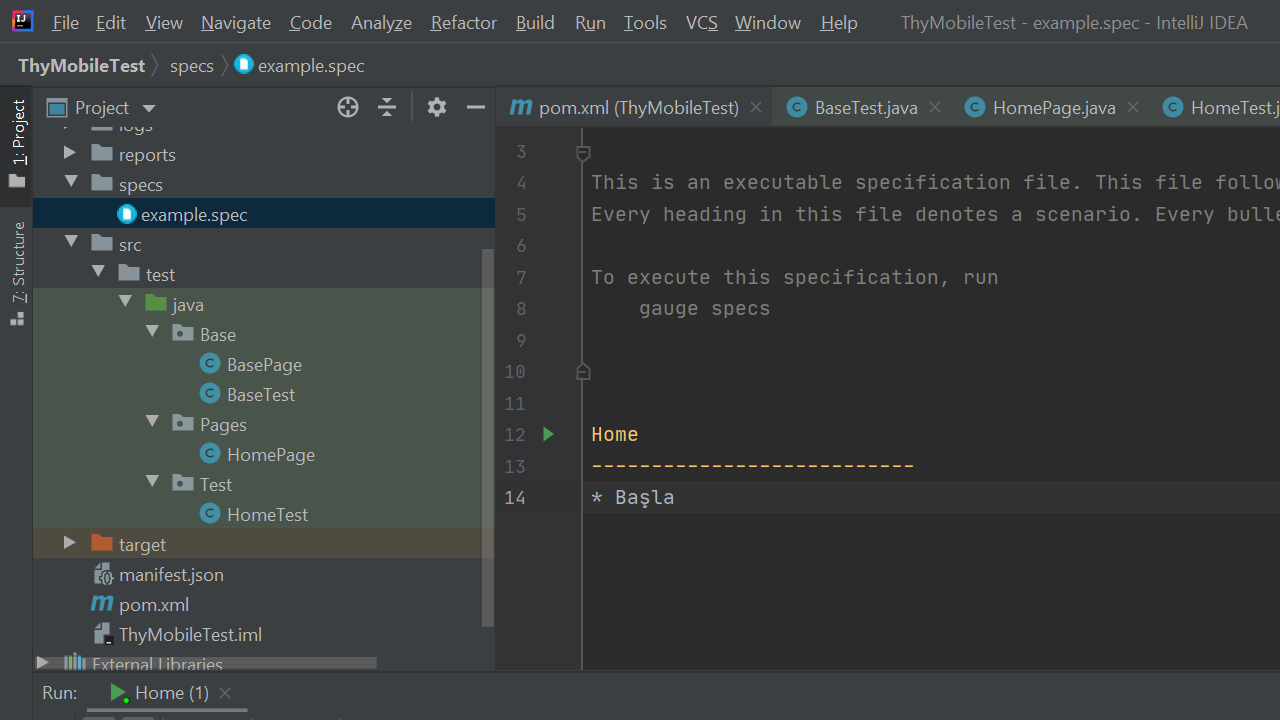 File Edit View Navigate Code Analyze Refactor Build Run Tools VCS Window Help ThyMobileTest - example.spec - IntelliJ IDEA
ThyMobileTest specs example.spec
1: Project
7: Structure
Project
logs
reports
specs
example.spec
src
test
java
Base
BasePage
BaseTest
Pages
HomePage
Test
HomeTest
target
manifest.json
pom.xml
ThyMobileTest.iml
External Libraries
pom.xml (ThyMobileTest) BaseTest.java HomePage.java HomeTest.j
3
4 This is an executable specification file. This file follow
5 Every heading in this file denotes a scenario. Every bulle
6
7 To execute this specification, run
8 gauge specs
9
10
11
12 Home
13 ---------------------------
14 * Başla
Run: Home (1)